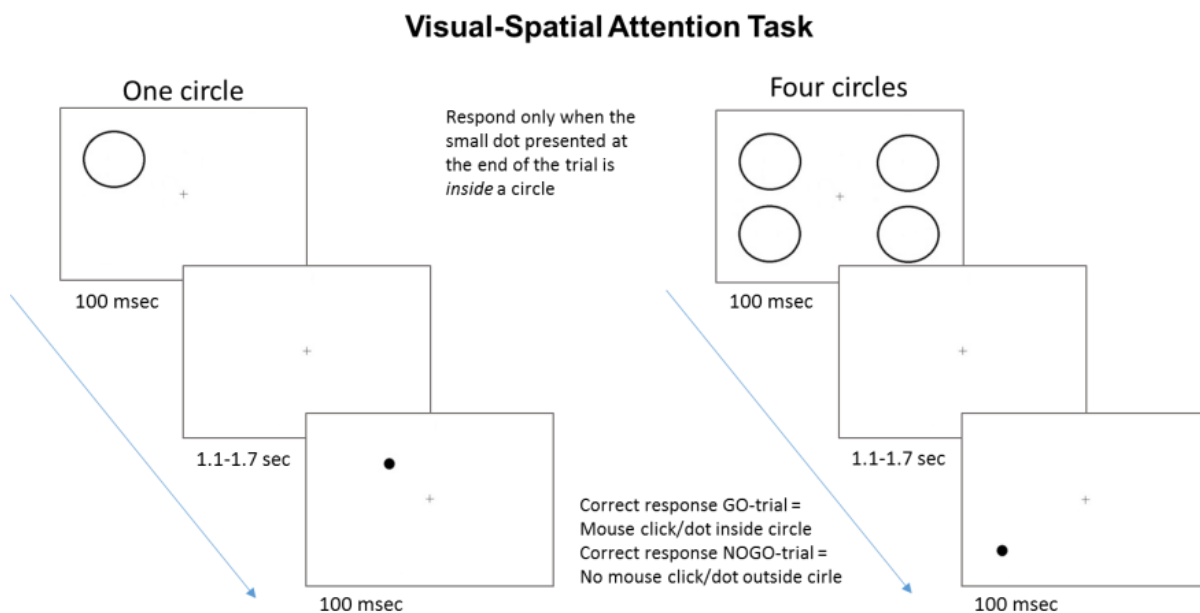 Visual-Spatial Attention Task
One circle
Respond only when the
small dot presented at
the end of the trial is
inside a circle
Four circles
100 msec
1.1-1.7 sec
100 msec
Correct response GO-trial =
Mouse click/dot inside circle
Correct response NOGO-trial =
No mouse click/dot outside cirle
100 msec
1.1-1.7 sec
100 msec